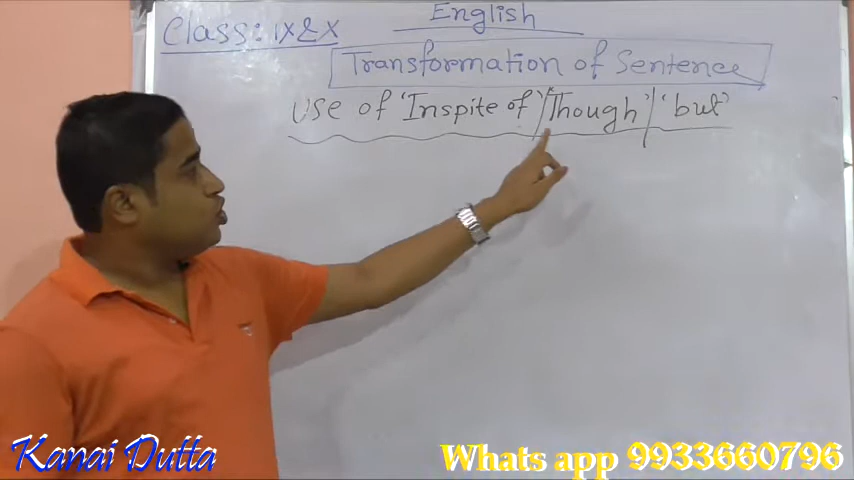 English
Class: IX & X
Transformation of Sentence
Use of 'Inspite of'/'Though'/'but'
Kanai Dutta
Whats app 9933660796